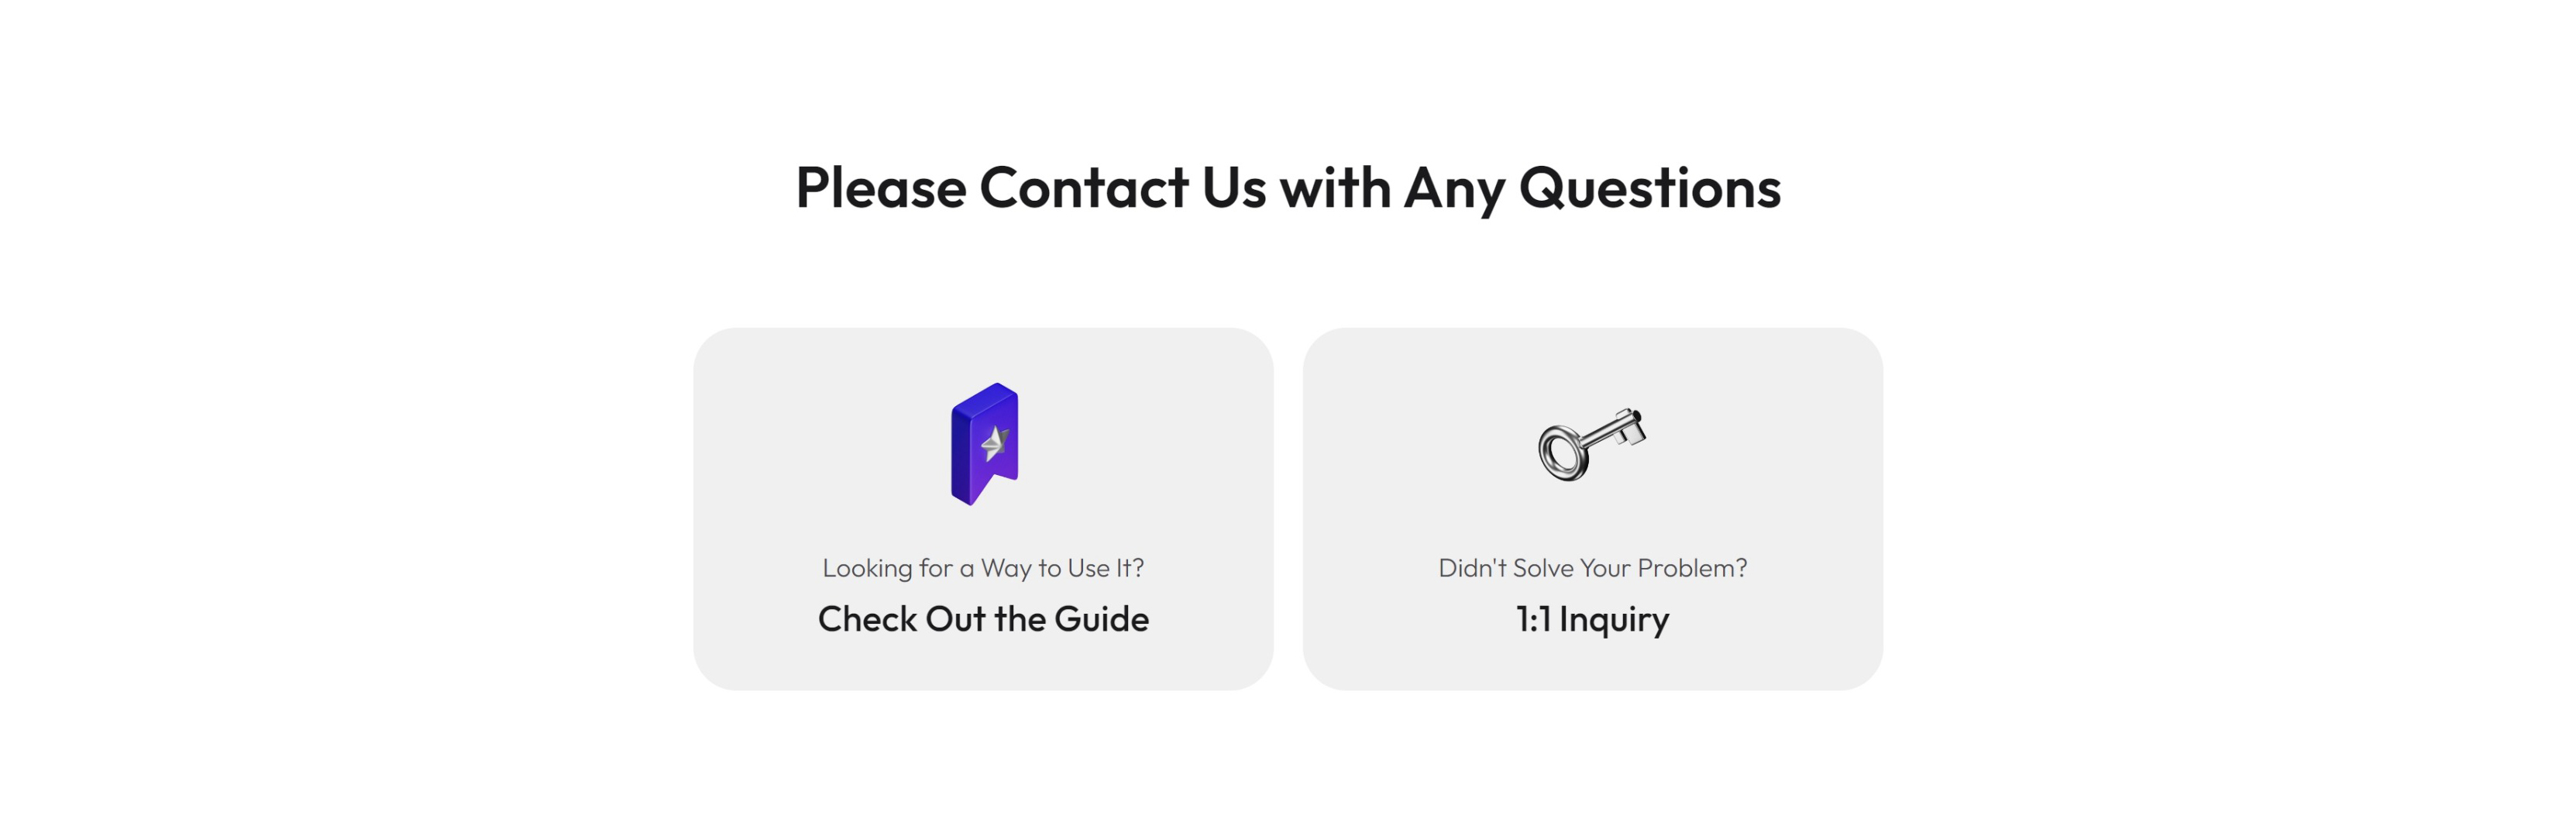 Please Contact Us with Any Questions
Looking for a Way to Use It?
Check Out the Guide
Didn't Solve Your Problem?
1:1 Inquiry